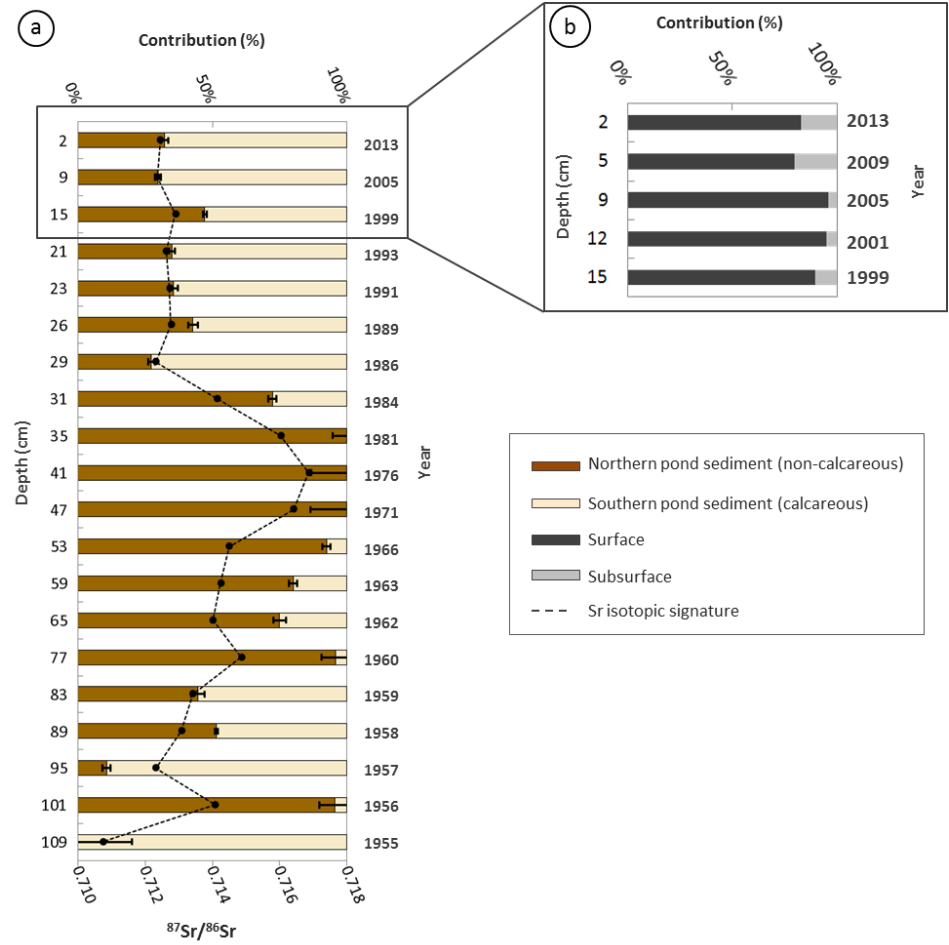 a
Contribution (%)
0% 50% 100%
2 2013
9 2005
15 1999
21 1993
23 1991
26 1989
29 1986
31 1984
35 1981
41 1976
47 1971
53 1966
59 1963
65 1962
77 1960
83 1959
89 1958
95 1957
101 1956
109 1955
Depth (cm)
Year
0.710 0.712 0.714 0.716 0.718
⁸⁷Sr/⁸⁶Sr
b
Contribution (%)
0% 50% 100%
2 2013
5 2009
9 2005
12 2001
15 1999
Depth (cm)
Year
Northern pond sediment (non-calcareous)
Southern pond sediment (calcareous)
Surface
Subsurface
Sr isotopic signature